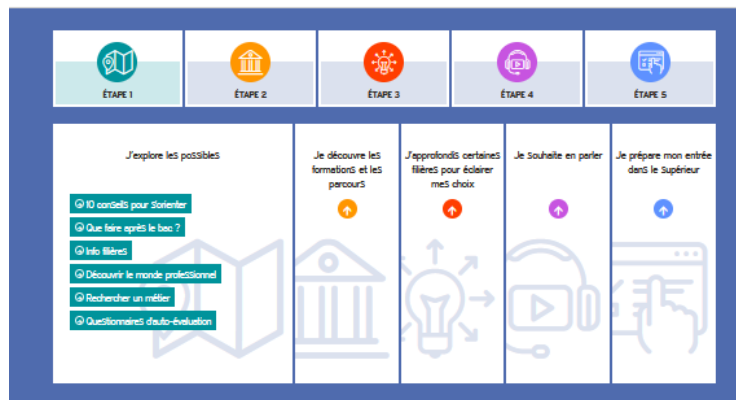 ÉTAPE 1
ÉTAPE 2
ÉTAPE 3
ÉTAPE 4
ÉTAPE 5
J'explore les possibles
10 conseils pour s'orienter
Que faire après le bac ?
Info filières
Découvrir le monde professionnel
Rechercher un métier
Questionnaires d'auto-évaluation
Je découvre les
formations et les
parcours
J'approfondis certaines
filières pour éclairer
mes choix
Je souhaite en parler
Je prépare mon entrée
dans le supérieur